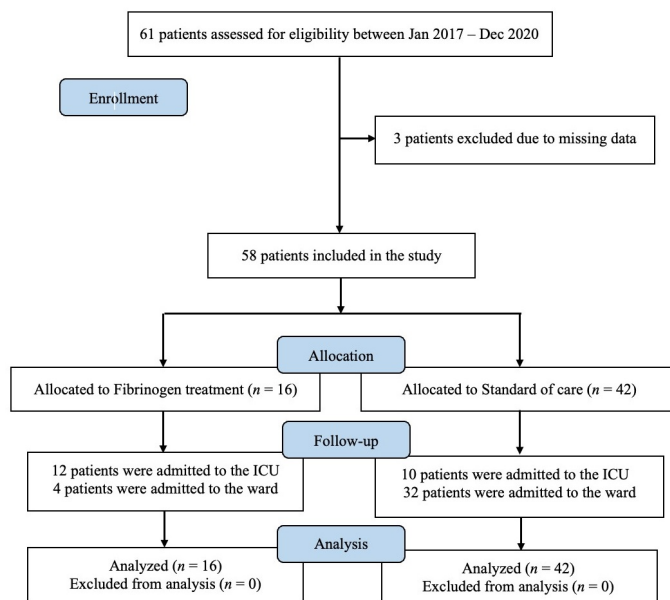 61 patients assessed for eligibility between Jan 2017 – Dec 2020
Enrollment
3 patients excluded due to missing data
58 patients included in the study
Allocation
Allocated to Fibrinogen treatment (n = 16)
Allocated to Standard of care (n = 42)
Follow-up
12 patients were admitted to the ICU
4 patients were admitted to the ward
10 patients were admitted to the ICU
32 patients were admitted to the ward
Analysis
Analyzed (n = 16)
Excluded from analysis (n = 0)
Analyzed (n = 42)
Excluded from analysis (n = 0)